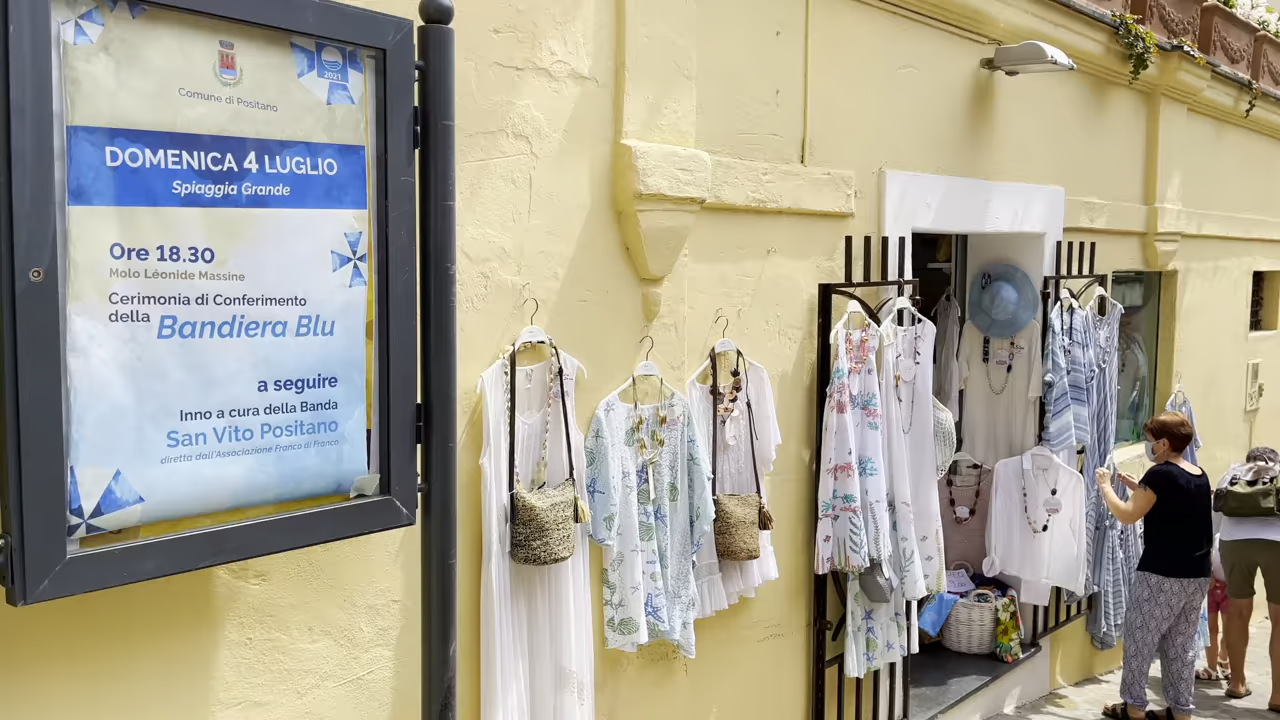 2021
Comune di Positano
DOMENICA 4 LUGLIO
Spiaggia Grande
Ore 18.30
Molo Léonide Massine
Cerimonia di Conferimento
della Bandiera Blu
a seguire
Inno a cura della Banda
San Vito Positano
diretta dall'Associazione Franco di Franco